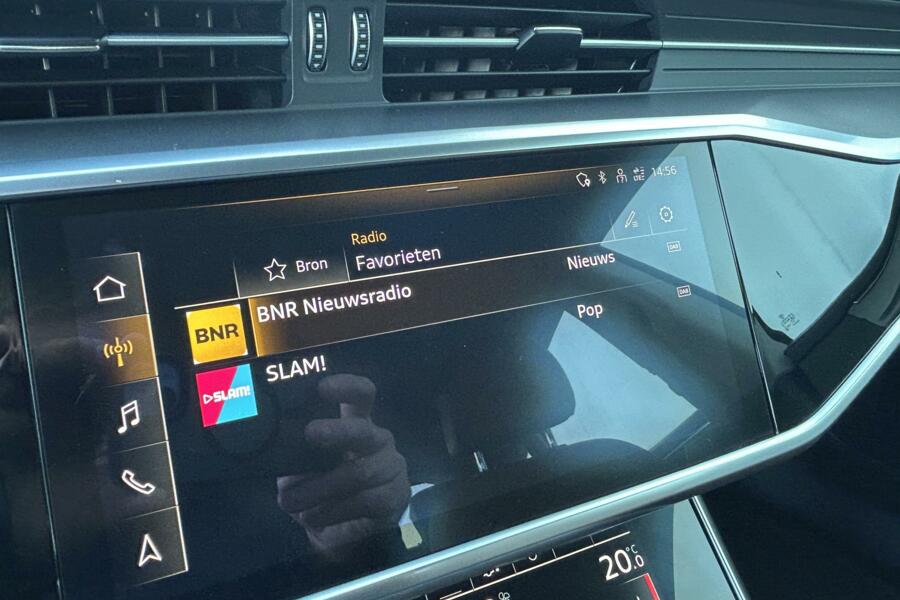 14:56
Radio
Bron Favorieten
DAB
BNR BNR Nieuwsradio Nieuws
DAB
SLAM! SLAM! Pop
20.0°C